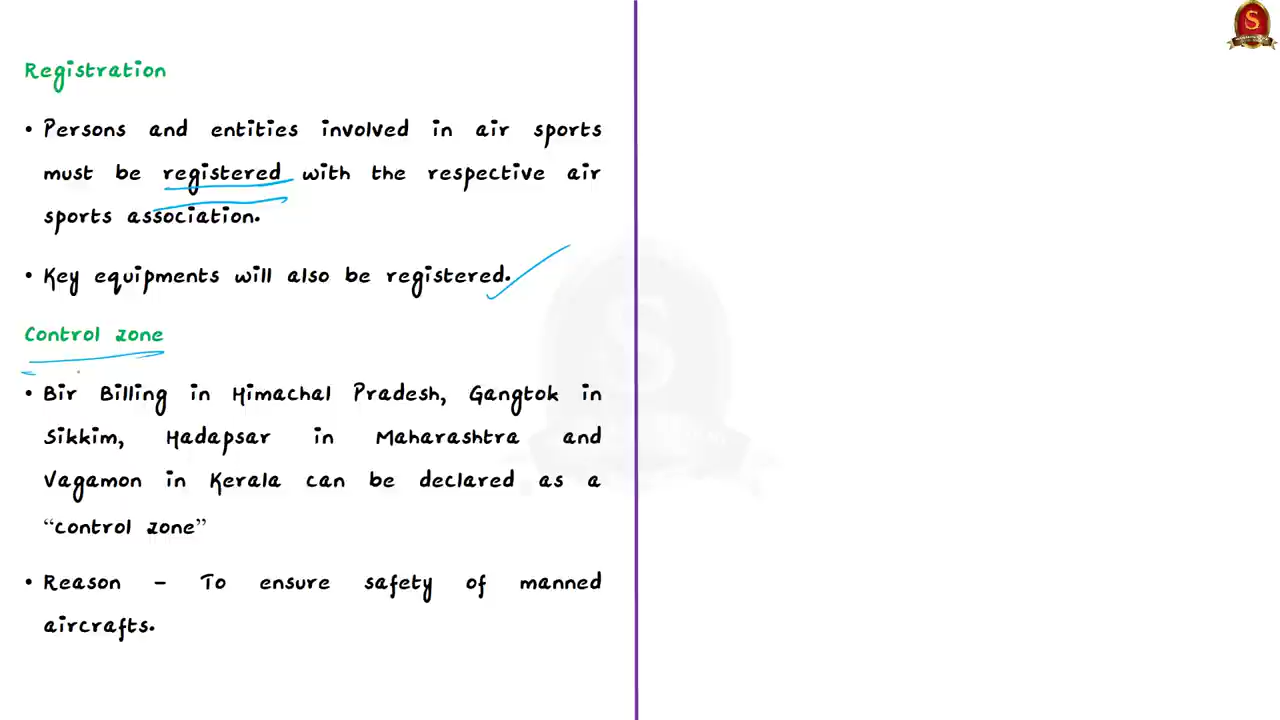 Registration
• Persons and entities involved in air sports
must be registered with the respective air
sports association.
• Key equipments will also be registered.
Control zone
• Bir Billing in Himachal Pradesh, Gangtok in
Sikkim, Hadapsar in Maharashtra and
Vagamon in Kerala can be declared as a
“control zone”
• Reason – To ensure safety of manned
aircrafts.
S